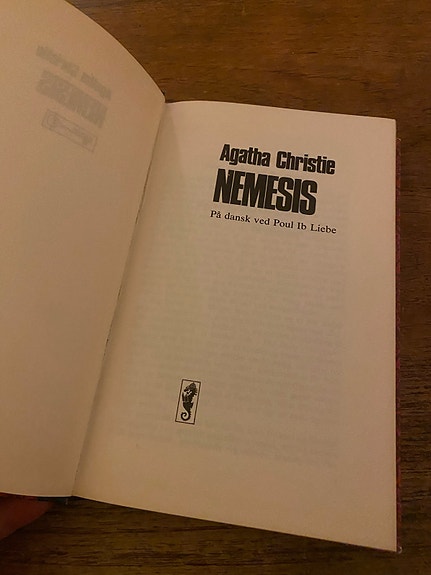 Agatha Christie
NEMESIS
På dansk ved Poul Ib Liebe